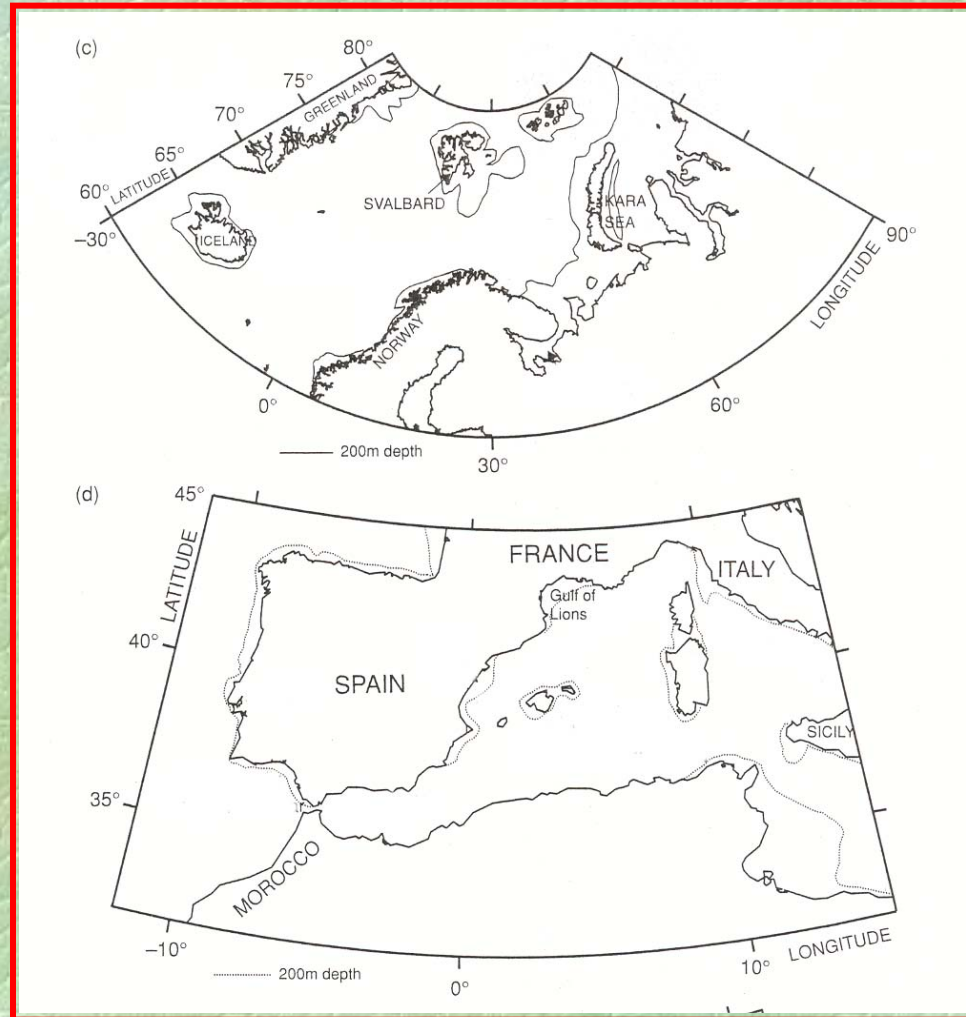 (c)
80°
75°
70°
65°
60°
LATITUDE
–30°
GREENLAND
ICELAND
SVALBARD
KARA
SEA
NORWAY
90°
LONGITUDE
60°
0°
30°
200m depth
(d)
45°
LATITUDE
40°
35°
FRANCE
ITALY
Gulf of
Lions
SPAIN
SICILY
MOROCCO
–10°
0°
10°
LONGITUDE
200m depth